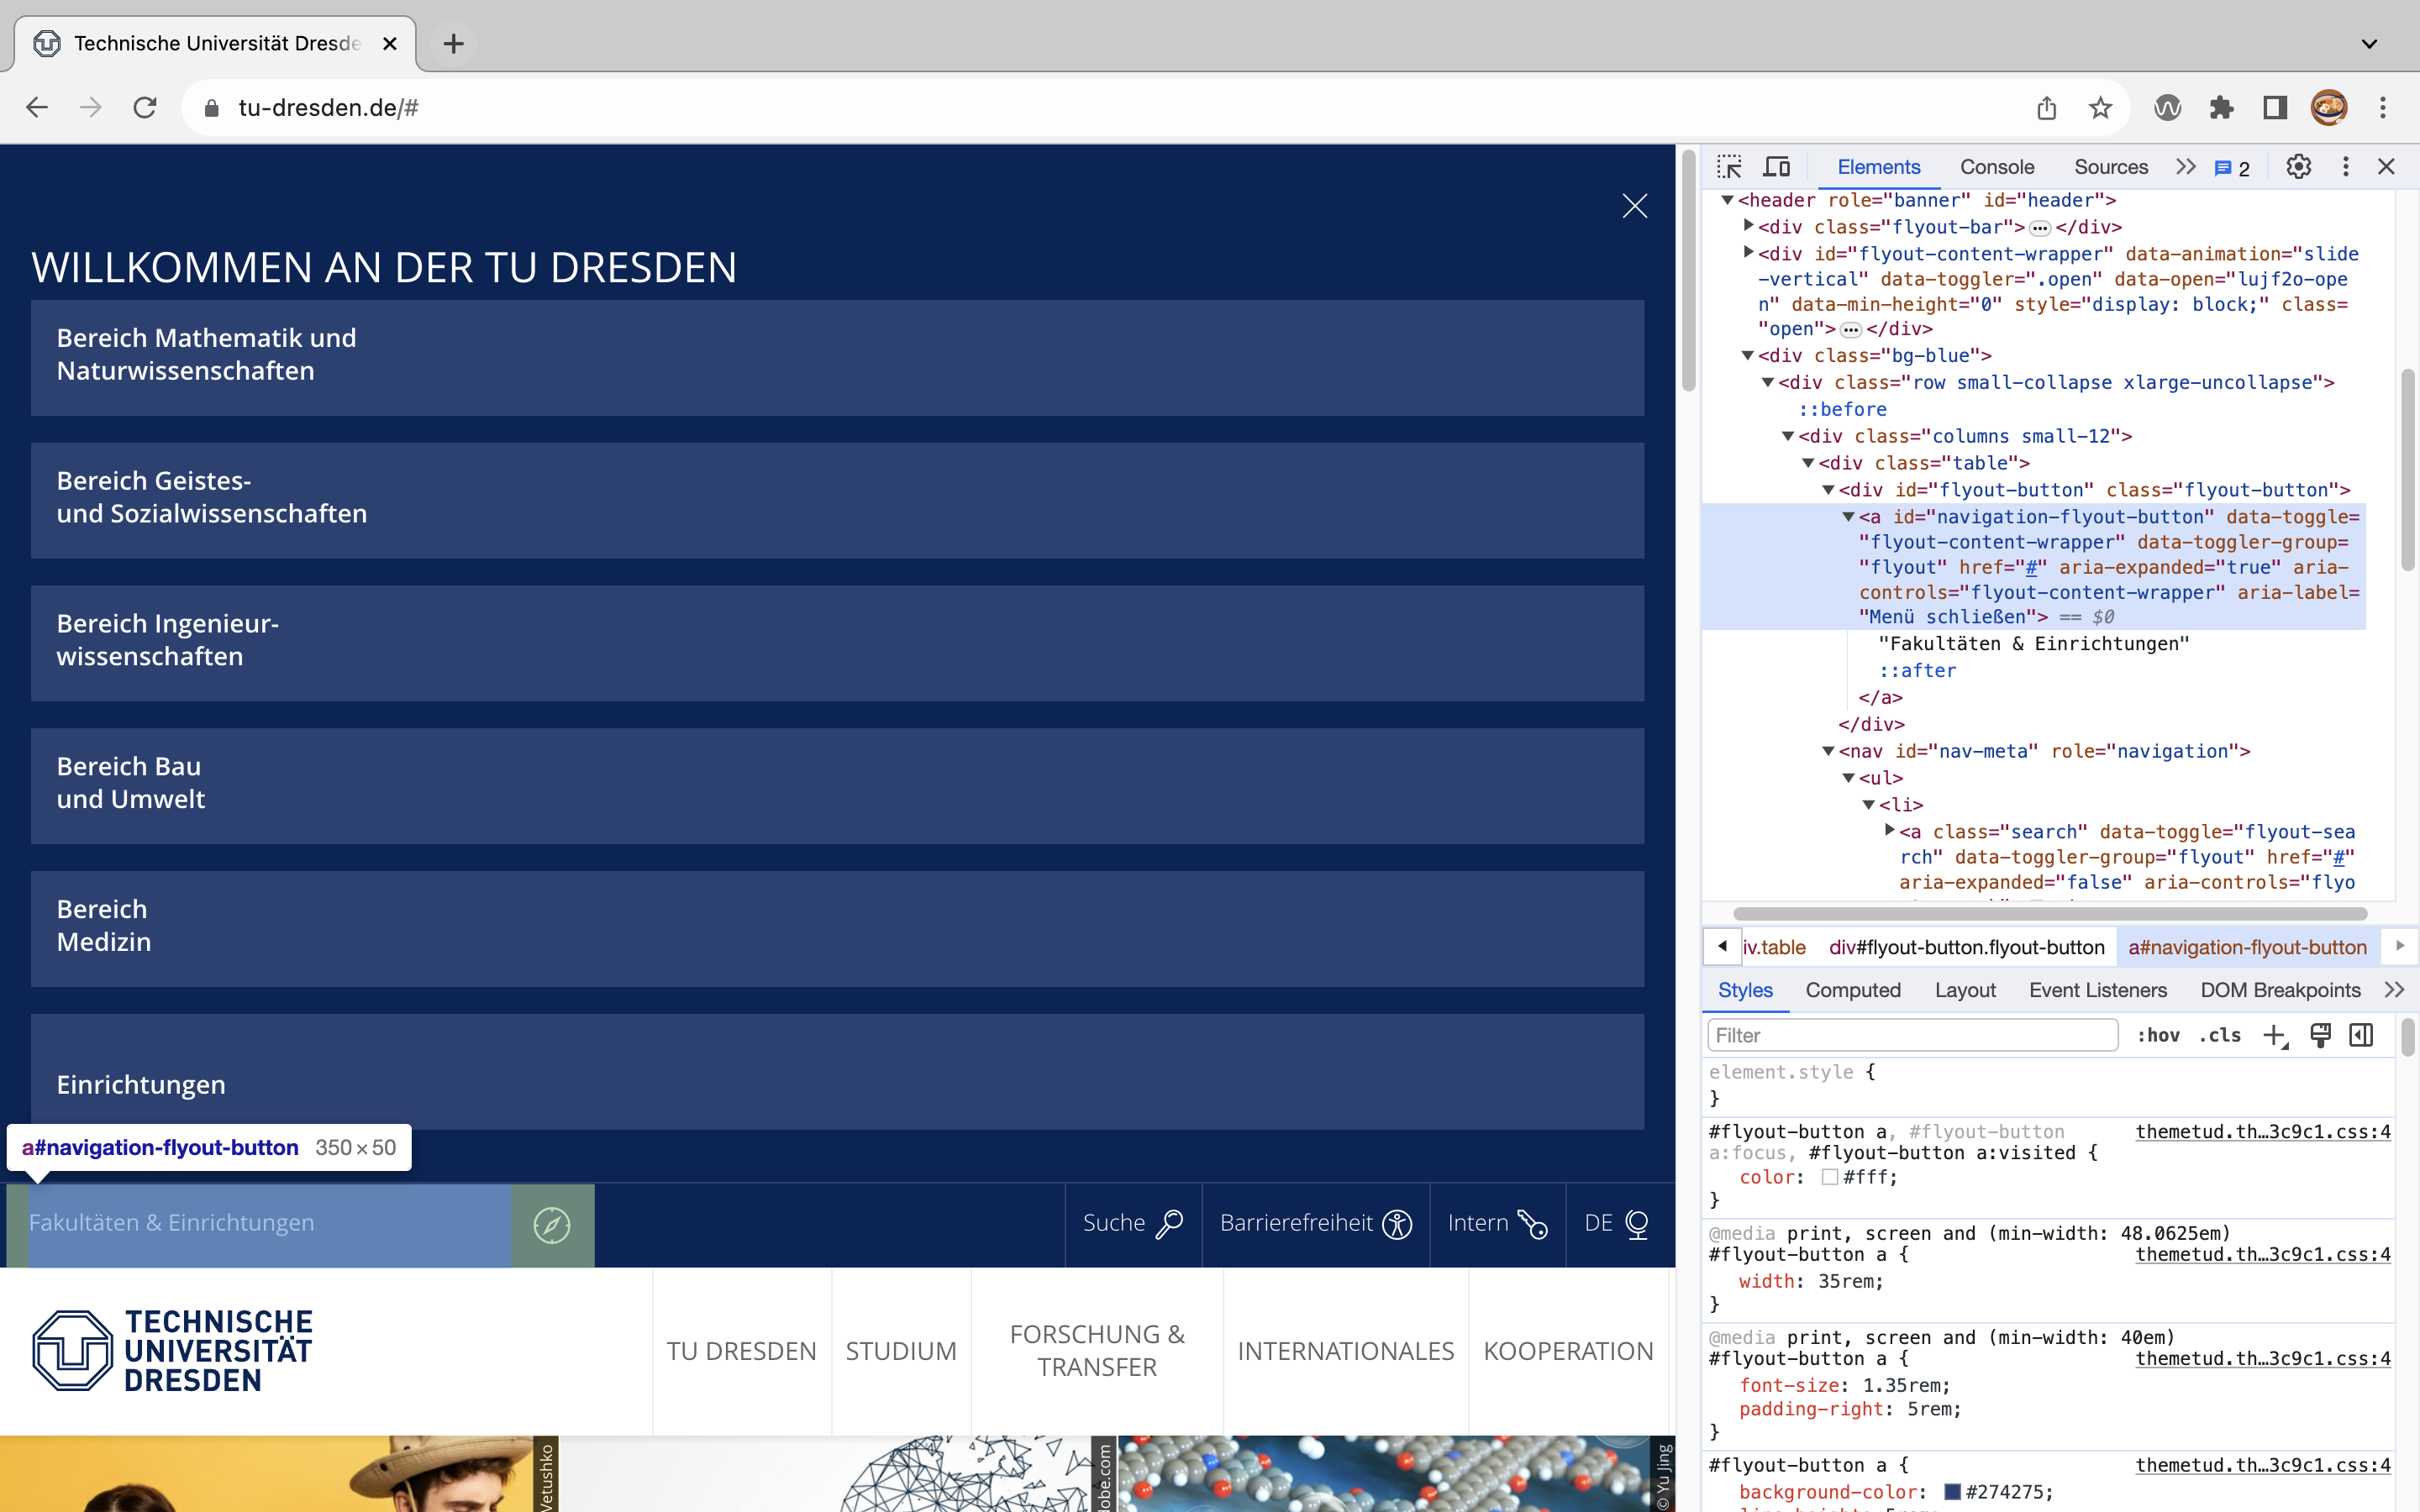 Technische Universität Dresde
tu-dresden.de/#
WILLKOMMEN AN DER TU DRESDEN
Bereich Mathematik und
Naturwissenschaften
Bereich Geistes-
und Sozialwissenschaften
Bereich Ingenieur-
wissenschaften
Bereich Bau
und Umwelt
Bereich
Medizin
Einrichtungen
a#navigation-flyout-button 350 × 50
Fakultäten & Einrichtungen
Suche
Barrierefreiheit
Intern
DE
TECHNISCHE
UNIVERSITÄT
DRESDEN
TU DRESDEN
STUDIUM
FORSCHUNG &
TRANSFER
INTERNATIONALES
KOOPERATION
© Yu Jing
Elements Console Sources 2
<header role="banner" id="header">
<div class="flyout-bar">…</div>
<div id="flyout-content-wrapper" data-animation="slide
-vertical" data-toggler=".open" data-open="lujf2o-ope
n" data-min-height="0" style="display: block;" class=
"open">…</div>
<div class="bg-blue">
<div class="row small-collapse xlarge-uncollapse">
::before
<div class="columns small-12">
<div class="table">
<div id="flyout-button" class="flyout-button">
<a id="navigation-flyout-button" data-toggle=
"flyout-content-wrapper" data-toggler-group=
"flyout" href="#" aria-expanded="true" aria-
controls="flyout-content-wrapper" aria-label=
"Menü schließen"> == $0
"Fakultäten & Einrichtungen"
::after
</a>
</div>
<nav id="nav-meta" role="navigation">
<ul>
<li>
<a class="search" data-toggle="flyout-sea
rch" data-toggler-group="flyout" href="#"
aria-expanded="false" aria-controls="flyo
iv.table div#flyout-button.flyout-button a#navigation-flyout-button
Styles Computed Layout Event Listeners DOM Breakpoints
Filter :hov .cls
element.style {
}
#flyout-button a, #flyout-button themetud.th…3c9c1.css:4
a:focus, #flyout-button a:visited {
color: #fff;
}
@media print, screen and (min-width: 48.0625em)
#flyout-button a { themetud.th…3c9c1.css:4
width: 35rem;
}
@media print, screen and (min-width: 40em)
#flyout-button a { themetud.th…3c9c1.css:4
font-size: 1.35rem;
padding-right: 5rem;
}
#flyout-button a { themetud.th…3c9c1.css:4
background-color: #274275;